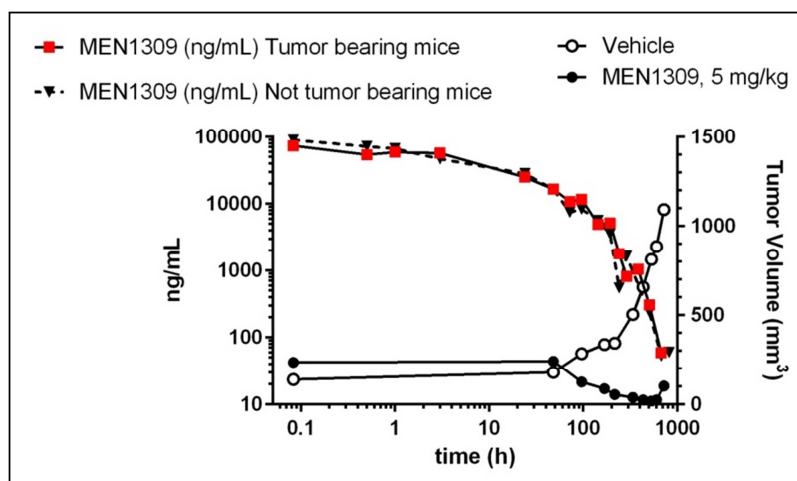 MEN1309 (ng/mL) Tumor bearing mice
MEN1309 (ng/mL) Not tumor bearing mice
Vehicle
MEN1309, 5 mg/kg
100000
10000
1000
100
10
ng/mL
0.1
1
10
100
1000
time (h)
1500
1000
500
0
Tumor Volume (mm³)